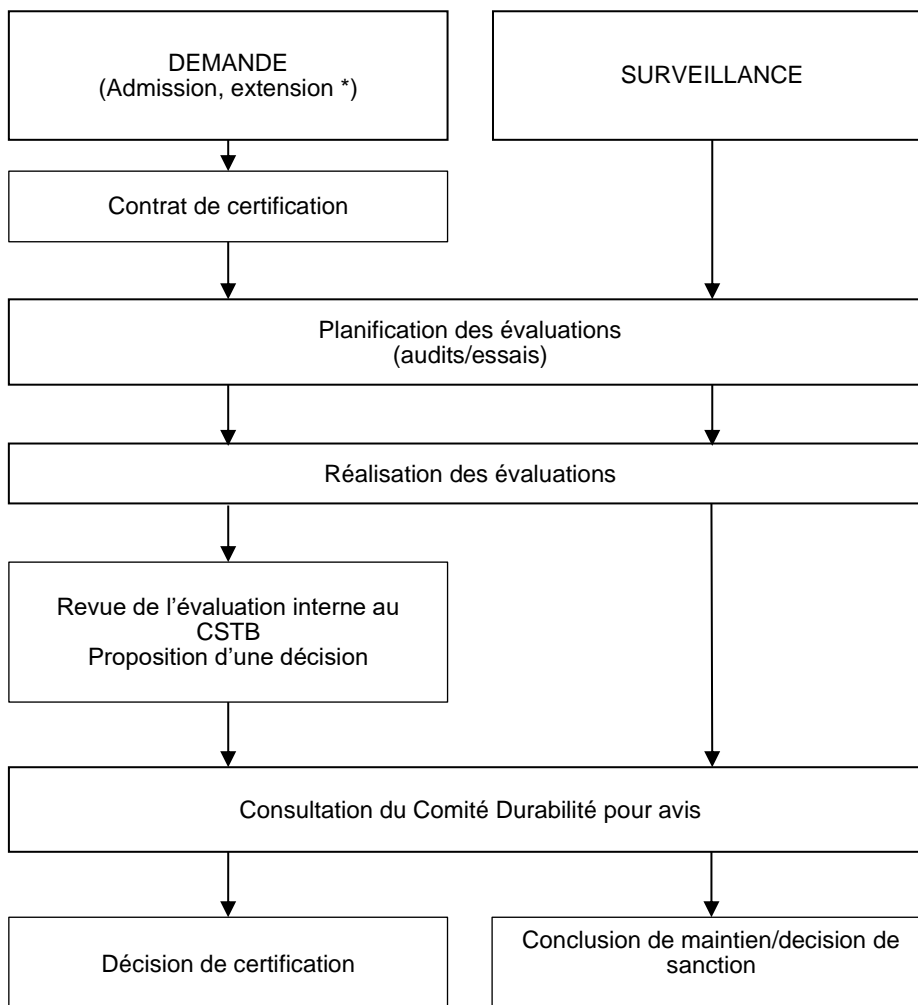 DEMANDE
(Admission, extension *)
SURVEILLANCE
Contrat de certification
Planification des évaluations
(audits/essais)
Réalisation des évaluations
Revue de l’évaluation interne au
CSTB
Proposition d’une décision
Consultation du Comité Durabilité pour avis
Décision de certification
Conclusion de maintien/decision de
sanction